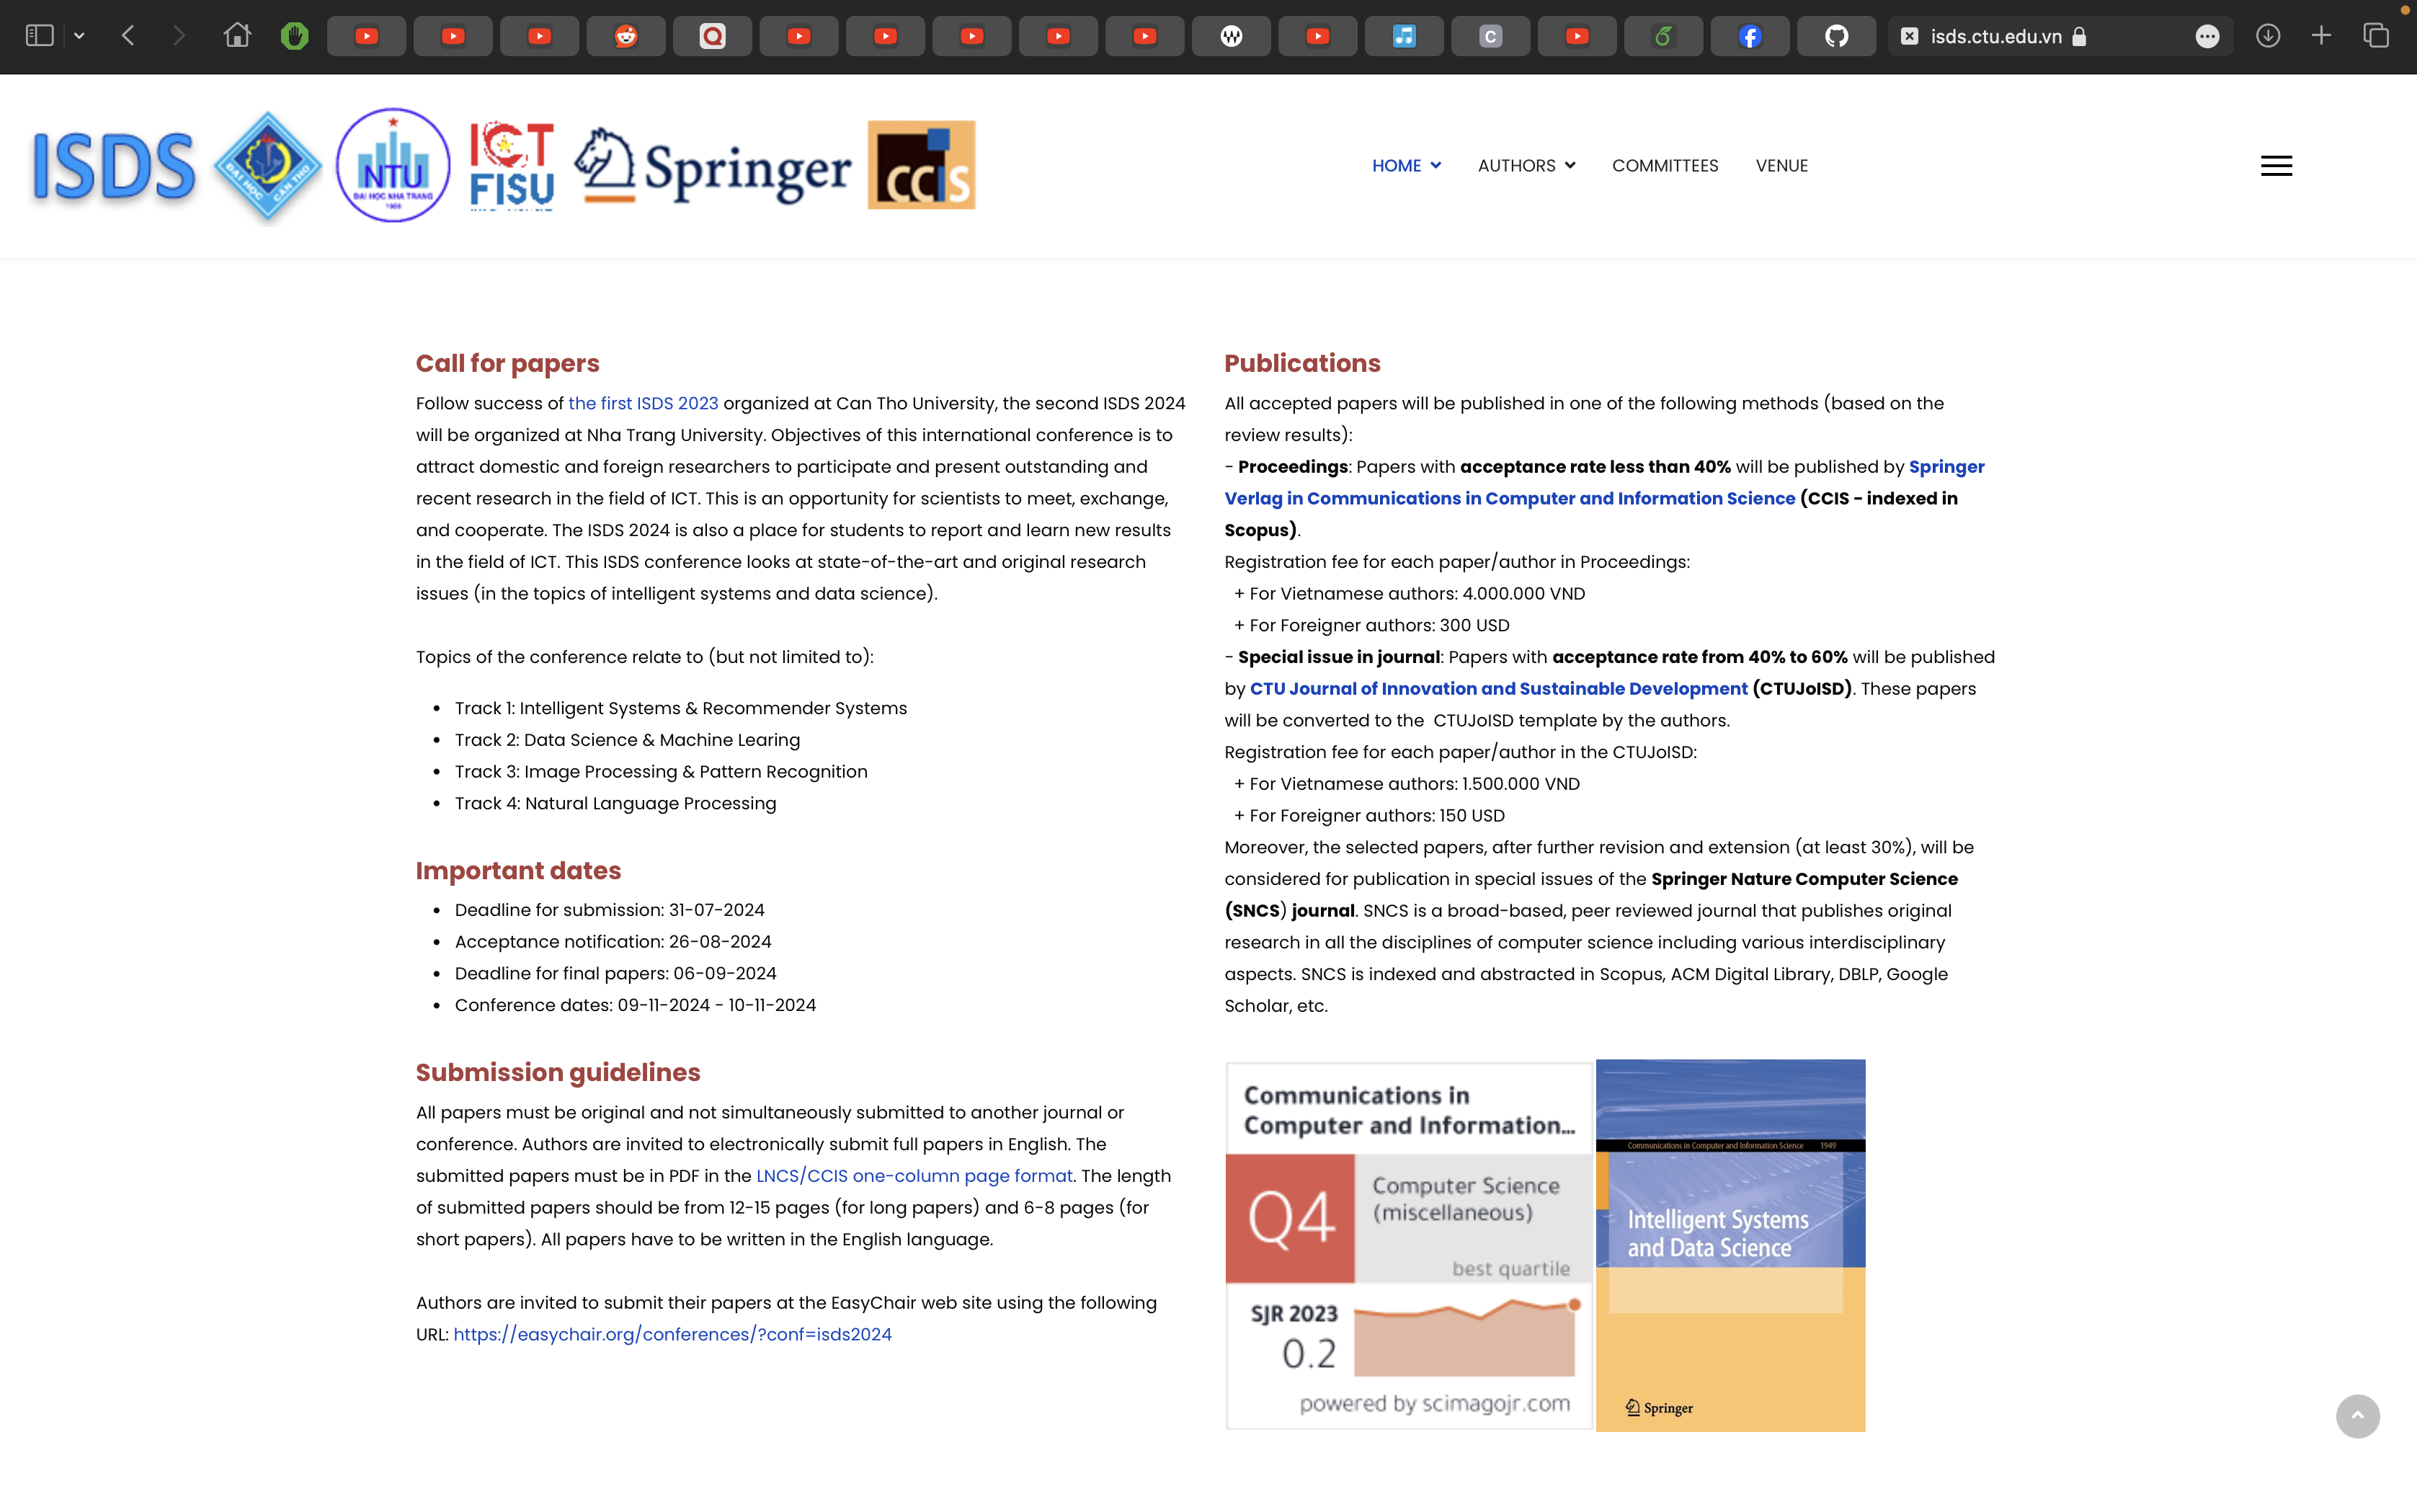 isds.ctu.edu.vn
ISDS
ĐẠI HỌC CẦN THƠ
NTU
ĐẠI HỌC NHA TRANG
ICT
FISU
Springer
CCIS
HOME
AUTHORS
COMMITTEES
VENUE
Call for papers
Follow success of the first ISDS 2023 organized at Can Tho University, the second ISDS 2024
will be organized at Nha Trang University. Objectives of this international conference is to
attract domestic and foreign researchers to participate and present outstanding and
recent research in the field of ICT. This is an opportunity for scientists to meet, exchange,
and cooperate. The ISDS 2024 is also a place for students to report and learn new results
in the field of ICT. This ISDS conference looks at state-of-the-art and original research
issues (in the topics of intelligent systems and data science).
Topics of the conference relate to (but not limited to):
• Track 1: Intelligent Systems & Recommender Systems
• Track 2: Data Science & Machine Learing
• Track 3: Image Processing & Pattern Recognition
• Track 4: Natural Language Processing
Important dates
• Deadline for submission: 31-07-2024
• Acceptance notification: 26-08-2024
• Deadline for final papers: 06-09-2024
• Conference dates: 09-11-2024 - 10-11-2024
Submission guidelines
All papers must be original and not simultaneously submitted to another journal or
conference. Authors are invited to electronically submit full papers in English. The
submitted papers must be in PDF in the LNCS/CCIS one-column page format. The length
of submitted papers should be from 12-15 pages (for long papers) and 6-8 pages (for
short papers). All papers have to be written in the English language.
Authors are invited to submit their papers at the EasyChair web site using the following
URL: https://easychair.org/conferences/?conf=isds2024
Publications
All accepted papers will be published in one of the following methods (based on the
review results):
- Proceedings: Papers with acceptance rate less than 40% will be published by Springer
Verlag in Communications in Computer and Information Science (CCIS - indexed in
Scopus).
Registration fee for each paper/author in Proceedings:
+ For Vietnamese authors: 4.000.000 VND
+ For Foreigner authors: 300 USD
- Special issue in journal: Papers with acceptance rate from 40% to 60% will be published
by CTU Journal of Innovation and Sustainable Development (CTUJoISD). These papers
will be converted to the CTUJoISD template by the authors.
Registration fee for each paper/author in the CTUJoISD:
+ For Vietnamese authors: 1.500.000 VND
+ For Foreigner authors: 150 USD
Moreover, the selected papers, after further revision and extension (at least 30%), will be
considered for publication in special issues of the Springer Nature Computer Science
(SNCS) journal. SNCS is a broad-based, peer reviewed journal that publishes original
research in all the disciplines of computer science including various interdisciplinary
aspects. SNCS is indexed and abstracted in Scopus, ACM Digital Library, DBLP, Google
Scholar, etc.
Communications in
Computer and Information...
Q4
Computer Science
(miscellaneous)
best quartile
SJR 2023
0.2
powered by scimagojr.com
Communications in Computer and Information Science 1949
Intelligent Systems
and Data Science
Springer